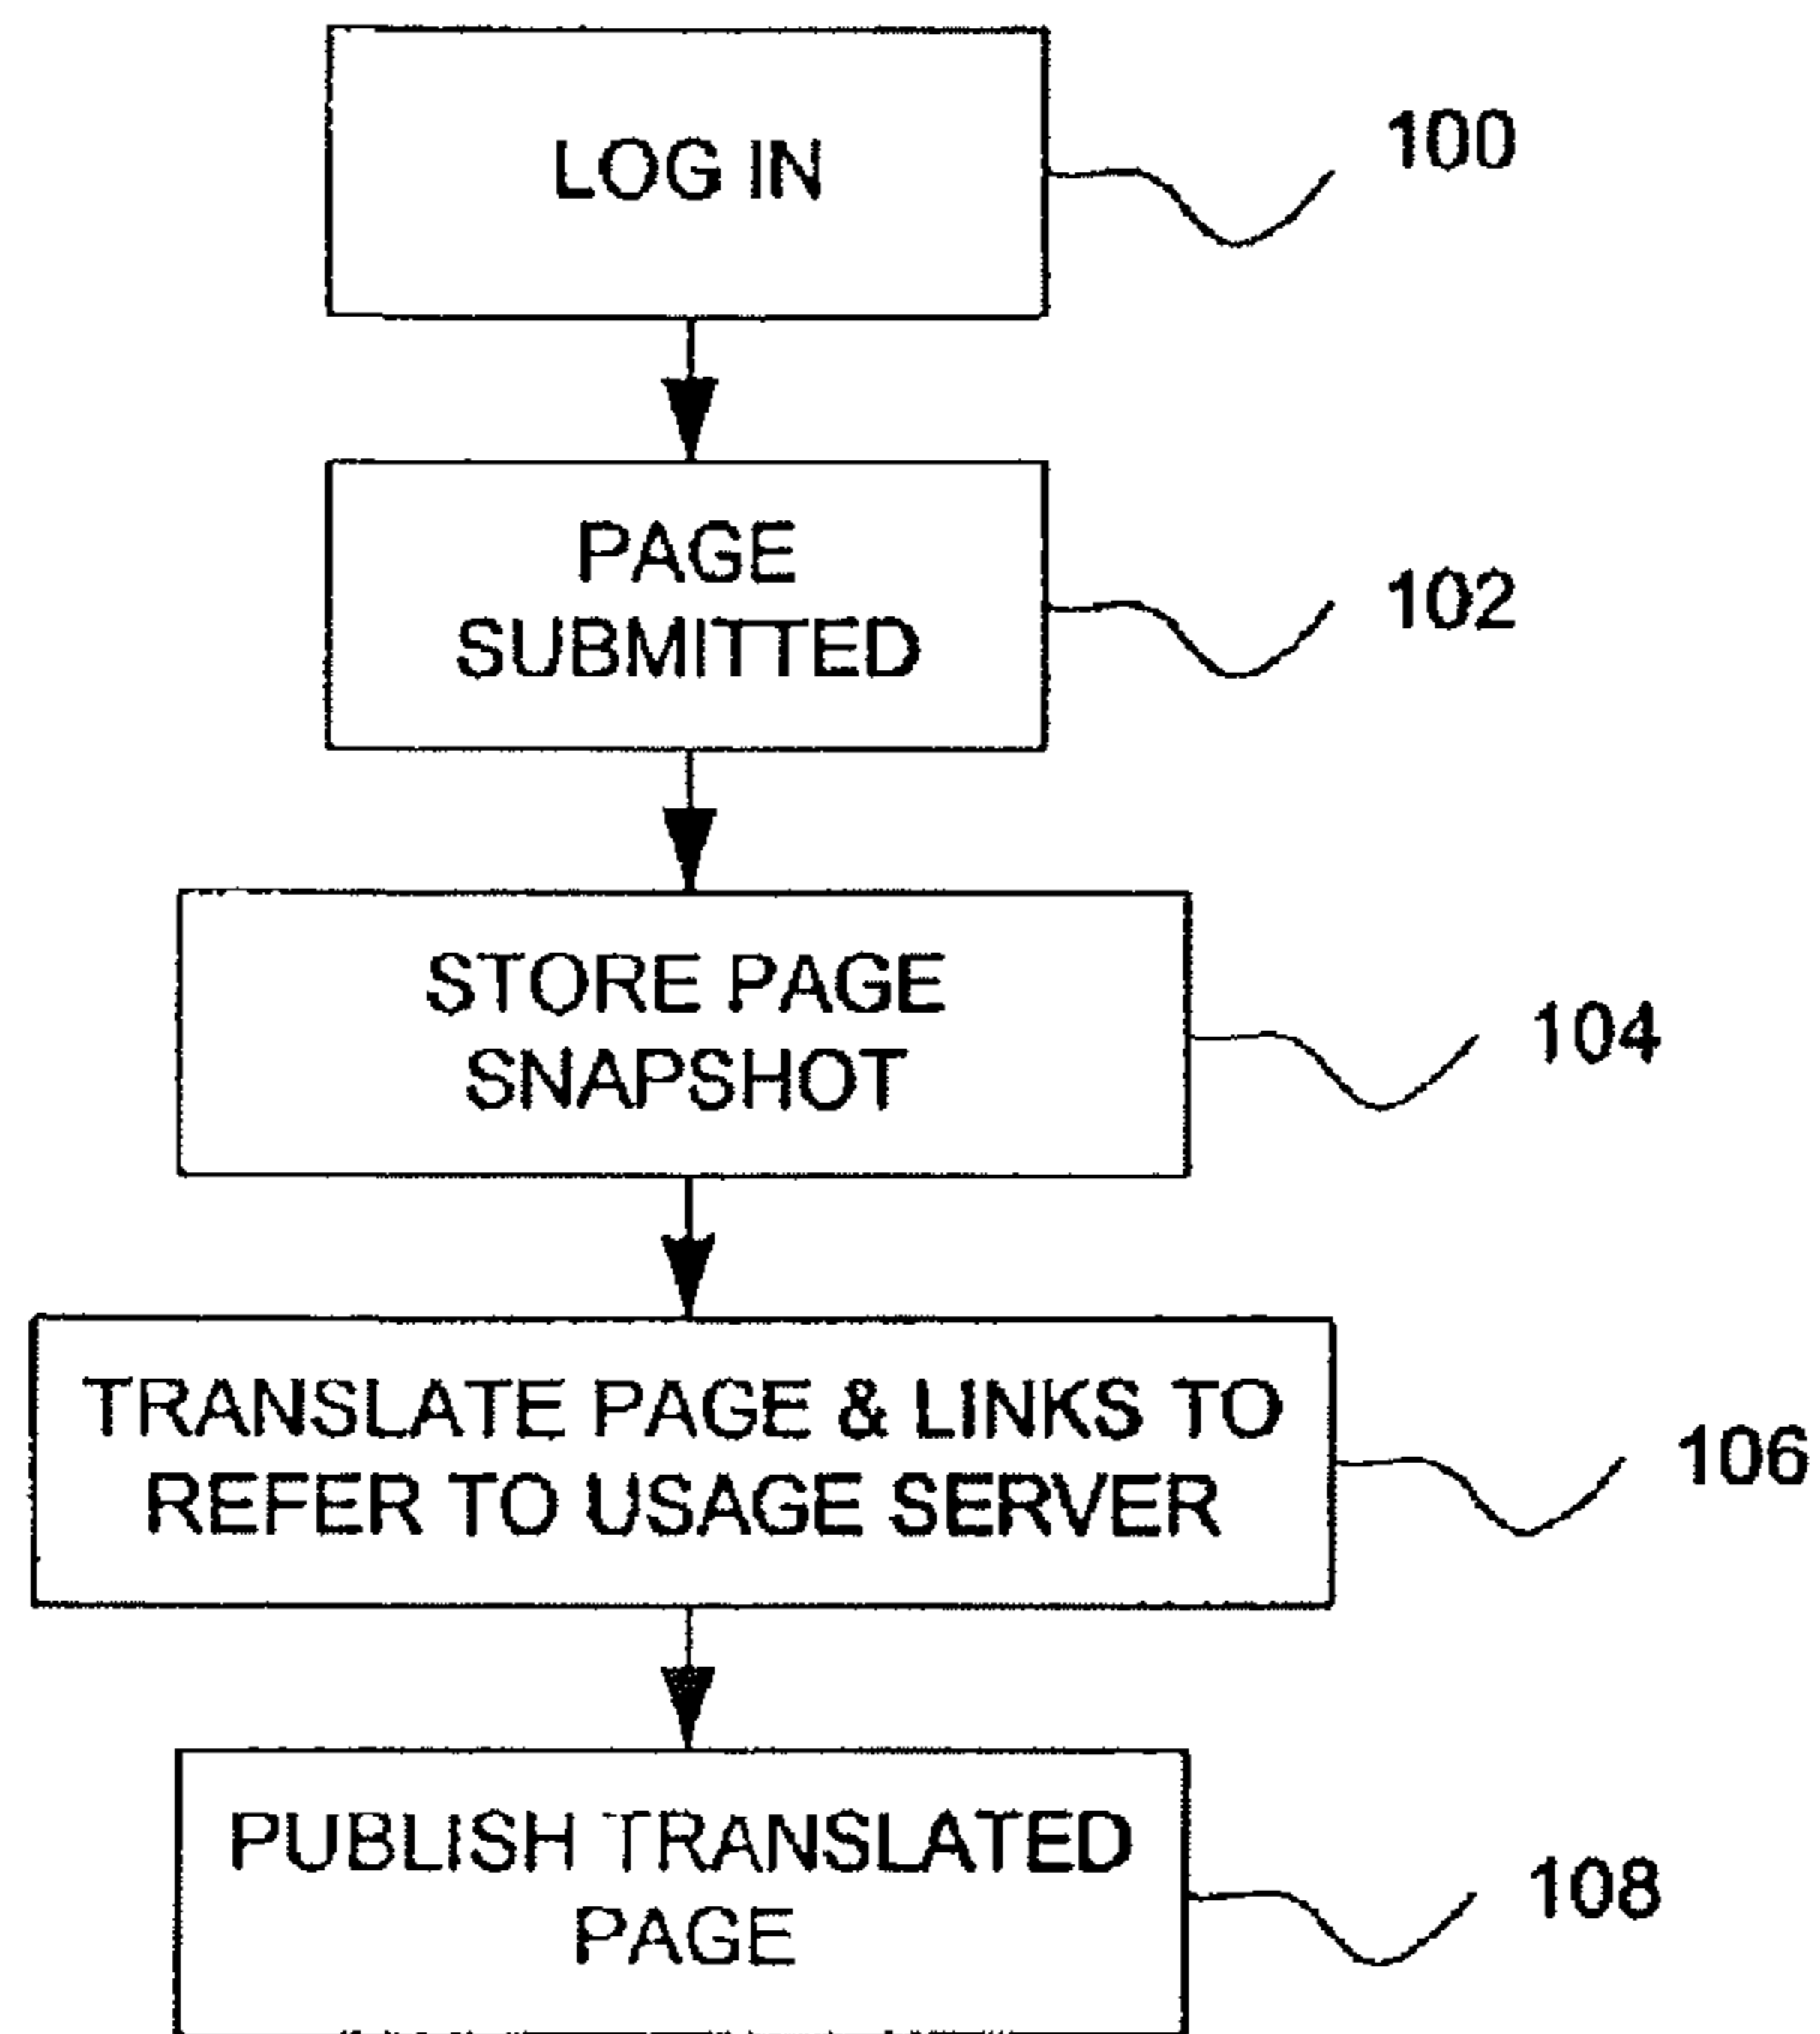 LOG IN
100
PAGE
SUBMITTED
102
STORE PAGE
SNAPSHOT
104
TRANSLATE PAGE & LINKS TO
REFER TO USAGE SERVER
106
PUBLISH TRANSLATED
PAGE
108